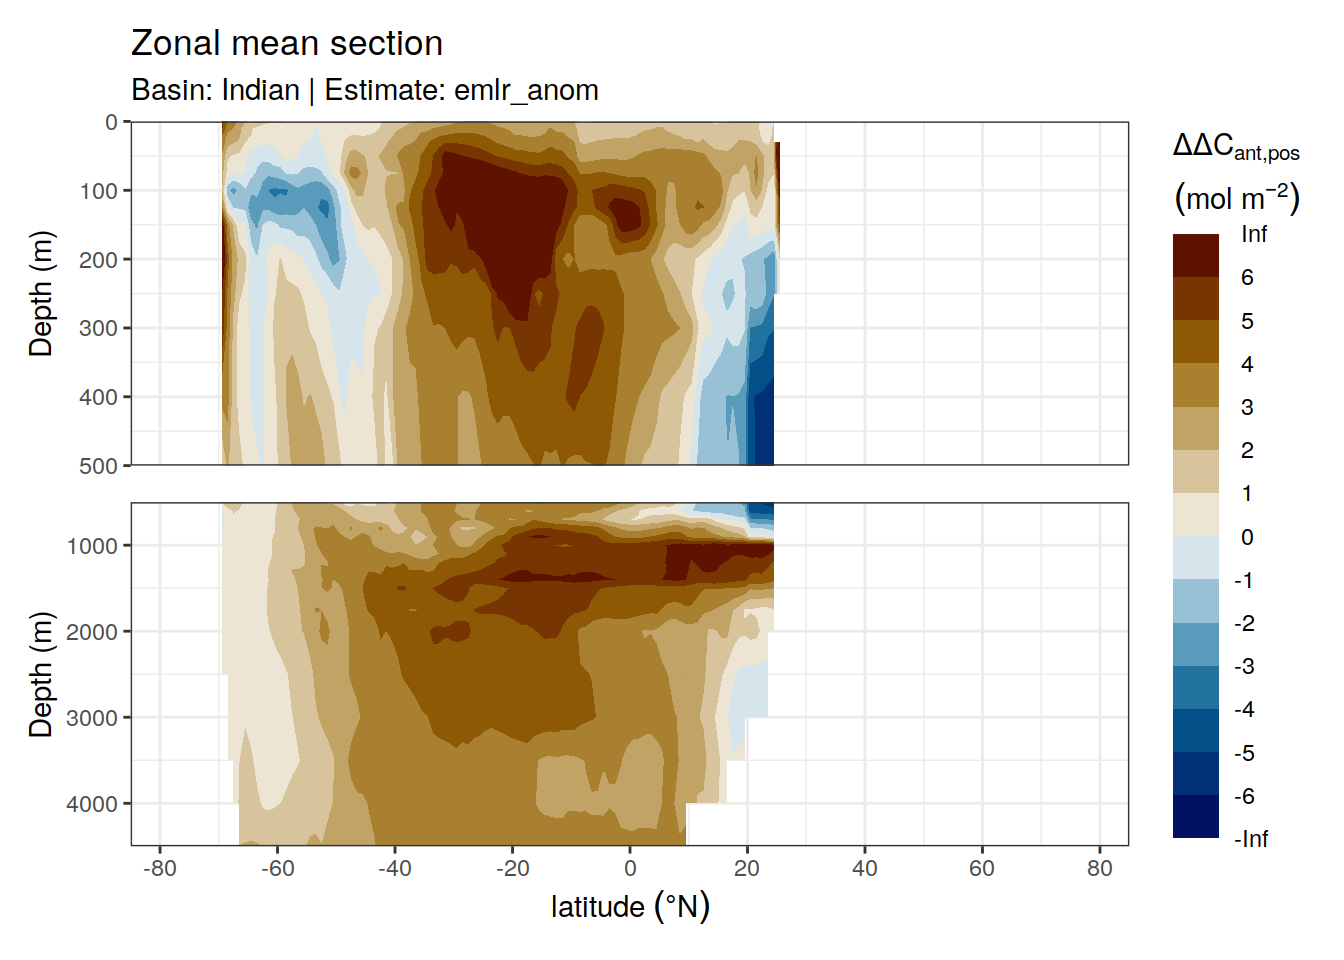 Zonal mean section
Basin: Indian | Estimate: emlr_anom
ΔΔCant,pos
(mol m−2)
Inf
6
5
4
3
2
1
0
-1
-2
-3
-4
-5
-6
-Inf
Depth (m)
0
100
200
300
400
500
Depth (m)
1000
2000
3000
4000
-80 -60 -40 -20 0 20 40 60 80
latitude (°N)